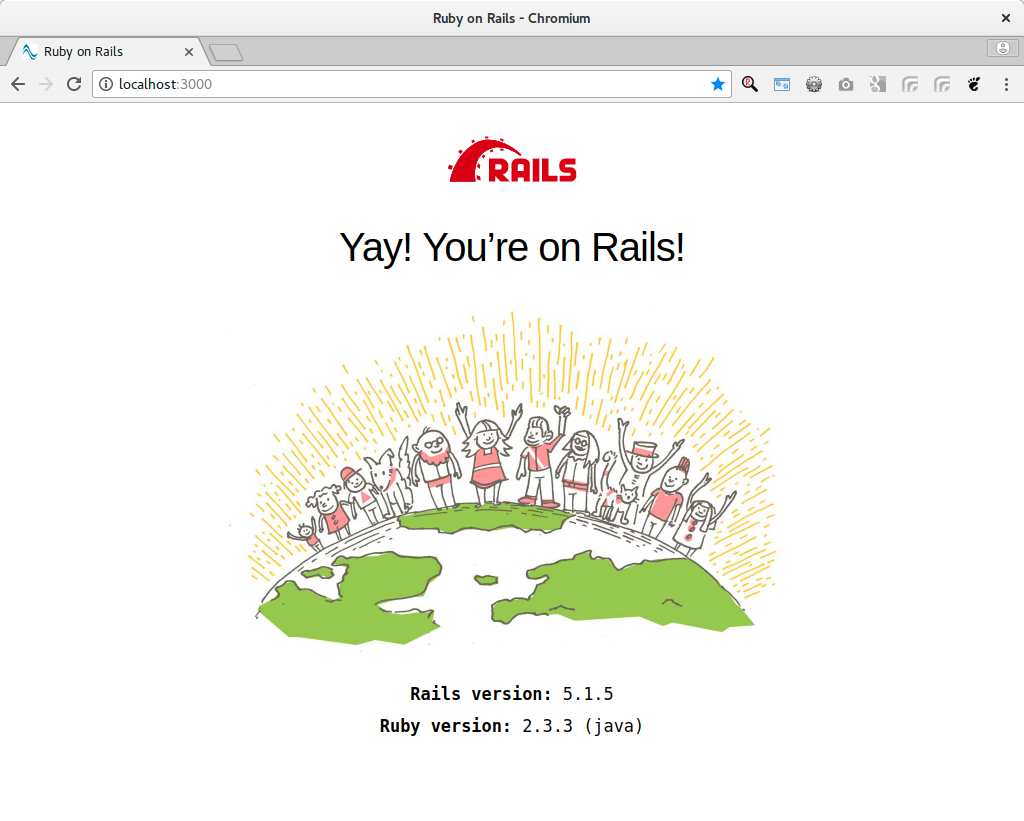 Ruby on Rails - Chromium
Ruby on Rails
localhost:3000
RAILS
Yay! You’re on Rails!
Rails version: 5.1.5
Ruby version: 2.3.3 (java)